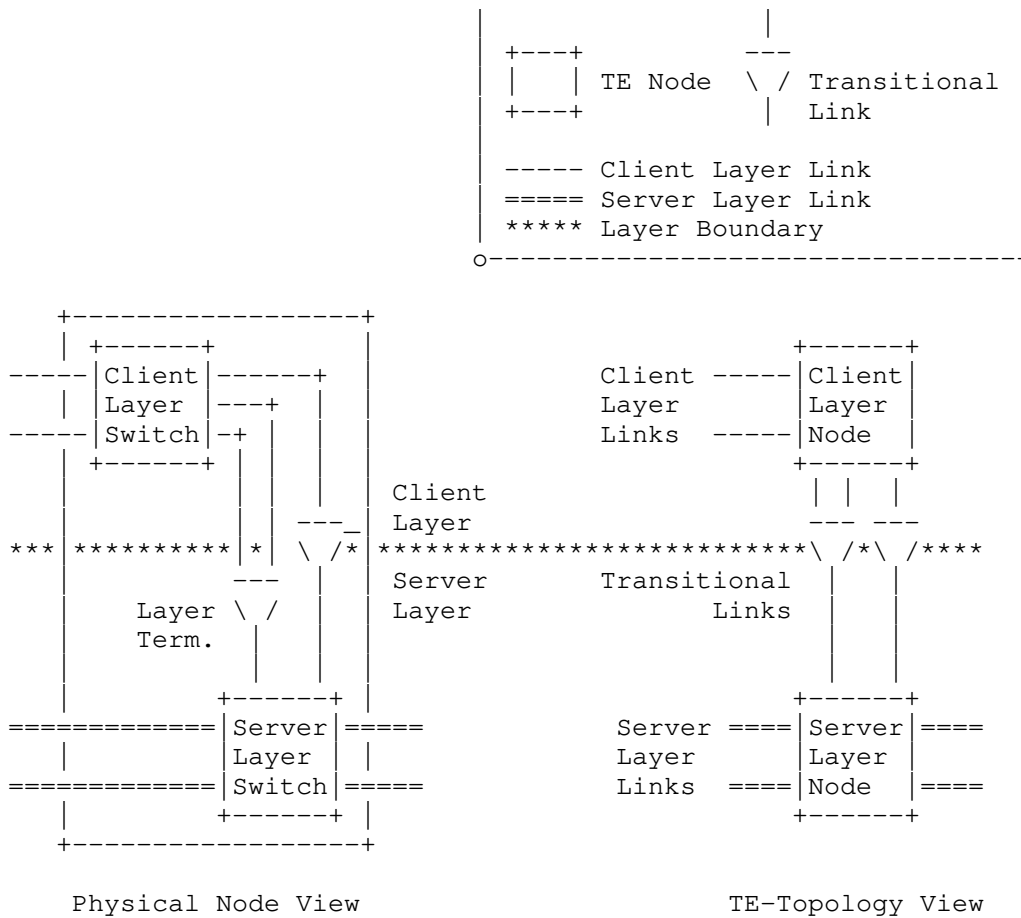 TE Node Transitional
Link
----- Client Layer Link
===== Server Layer Link
***** Layer Boundary
Client Client Client
Layer Layer Layer
Switch Links Node
Client
Layer
Server Transitional
Layer Layer Links
Term.
Server Server Server
Layer Layer Layer
Switch Links Node
Physical Node View TE-Topology View